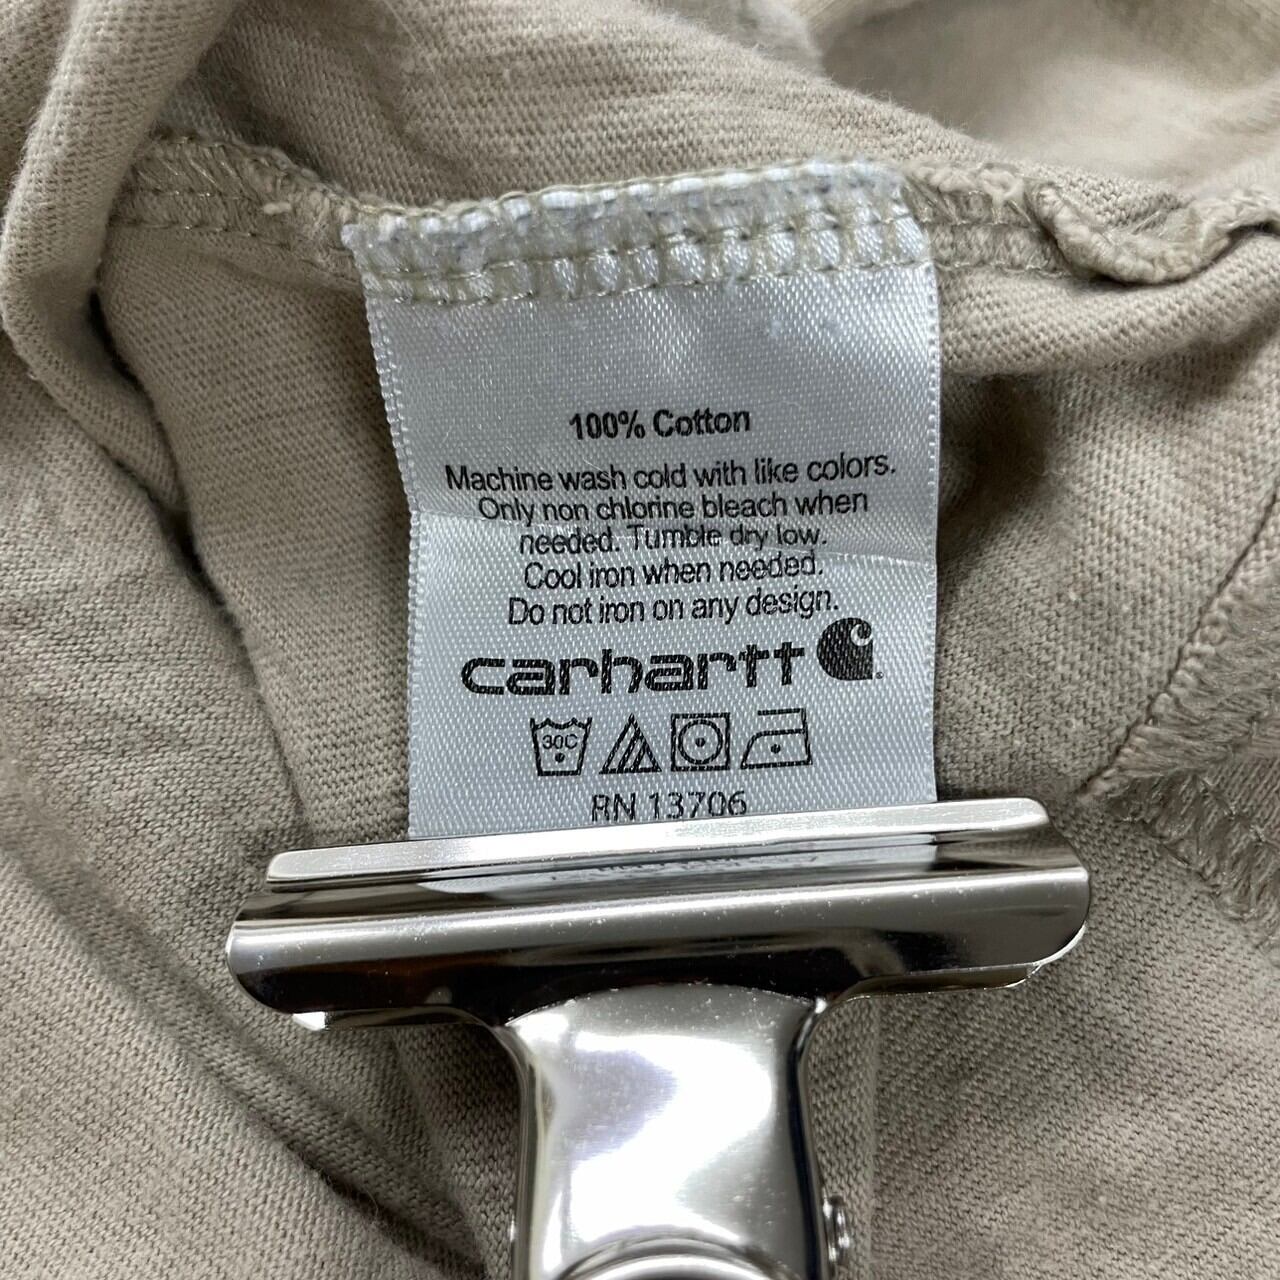 100% Cotton
Machine wash cold with like colors.
Only non chlorine bleach when
needed. Tumble dry low.
Cool iron when needed.
Do not iron on any design.
carhartt
30C
RN 13706